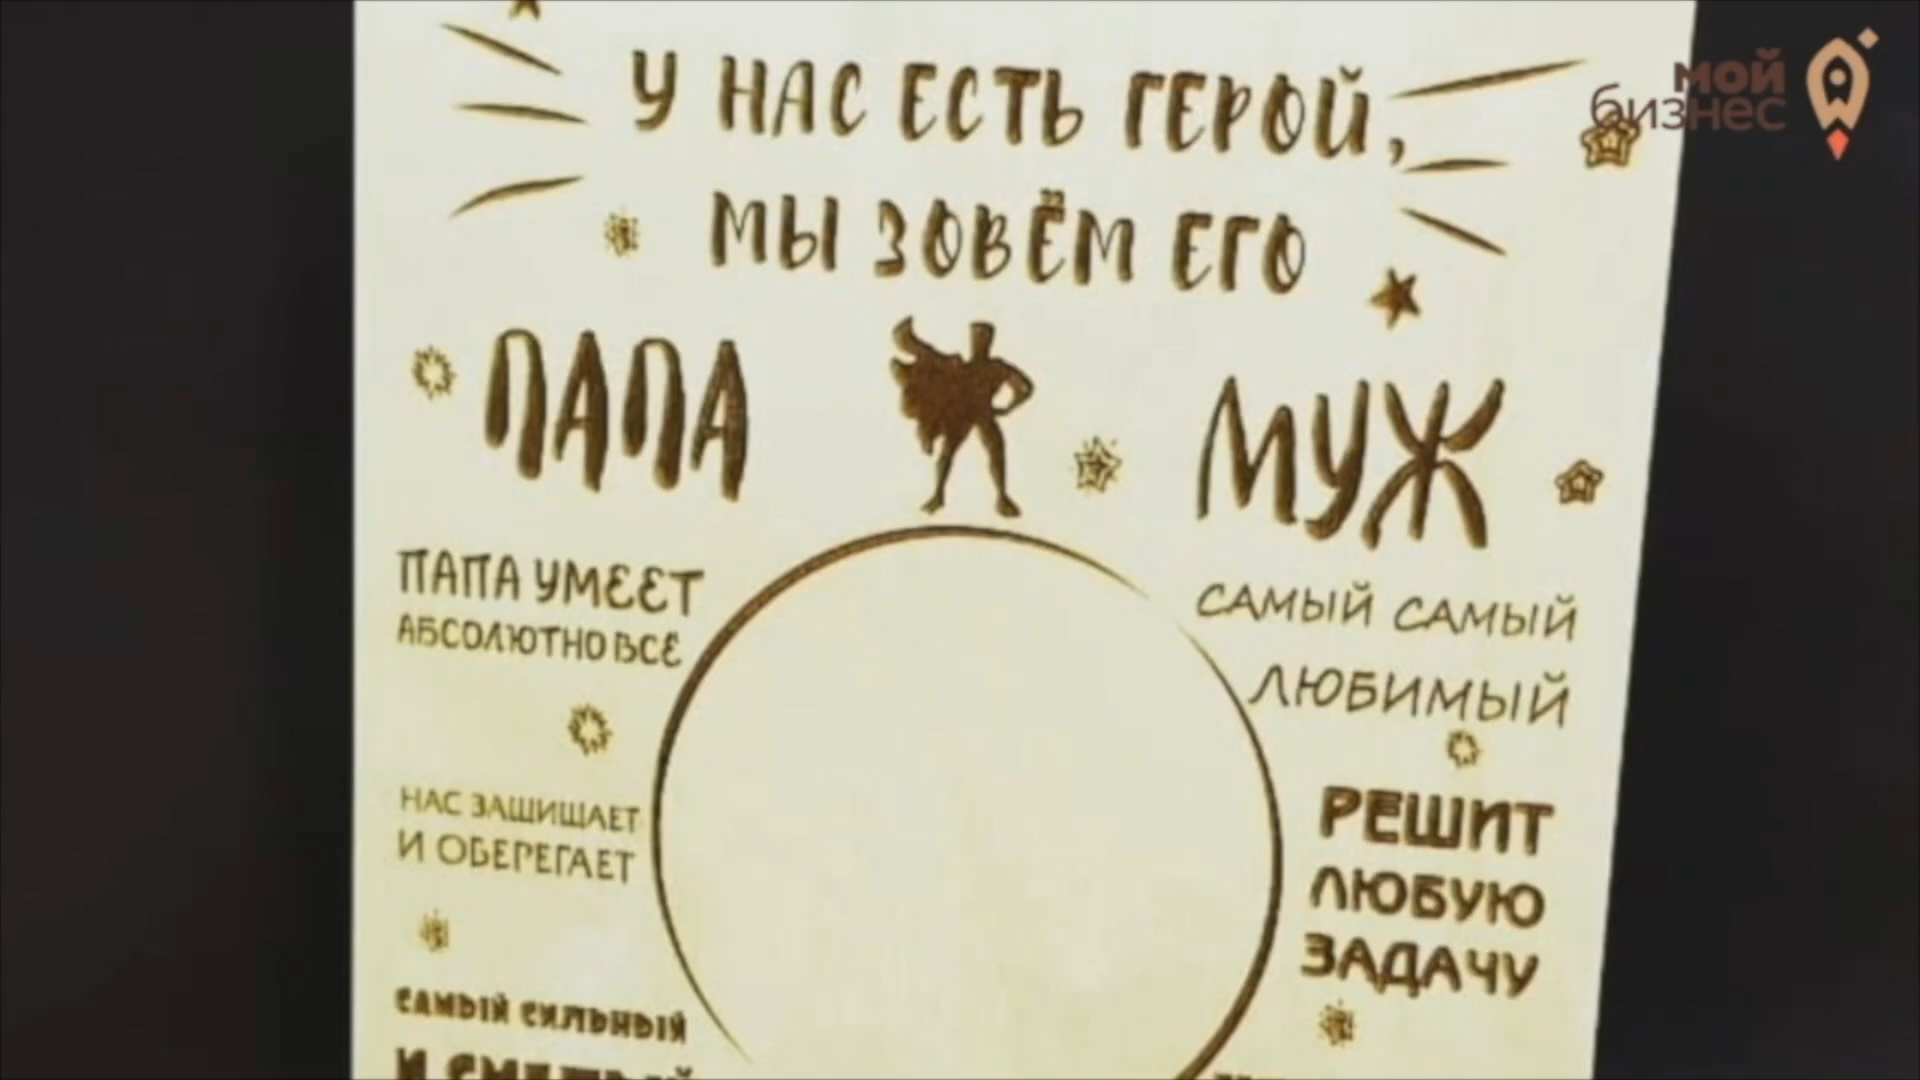 мой
бизнес
У НАС ЕСТЬ ГЕРОЙ,
МЫ ЗОВЁМ ЕГО
ПАПА
МУЖ
ПАПА УМЕЕТ
АБСОЛЮТНО ВСЕ
САМЫЙ САМЫЙ
ЛЮБИМЫЙ
НАС ЗАЩИЩАЕТ
И ОБЕРЕГАЕТ
РЕШИТ
ЛЮБУЮ
ЗАДАЧУ
САМЫЙ СИЛЬНЫЙ
И СМЕЛЫЙ